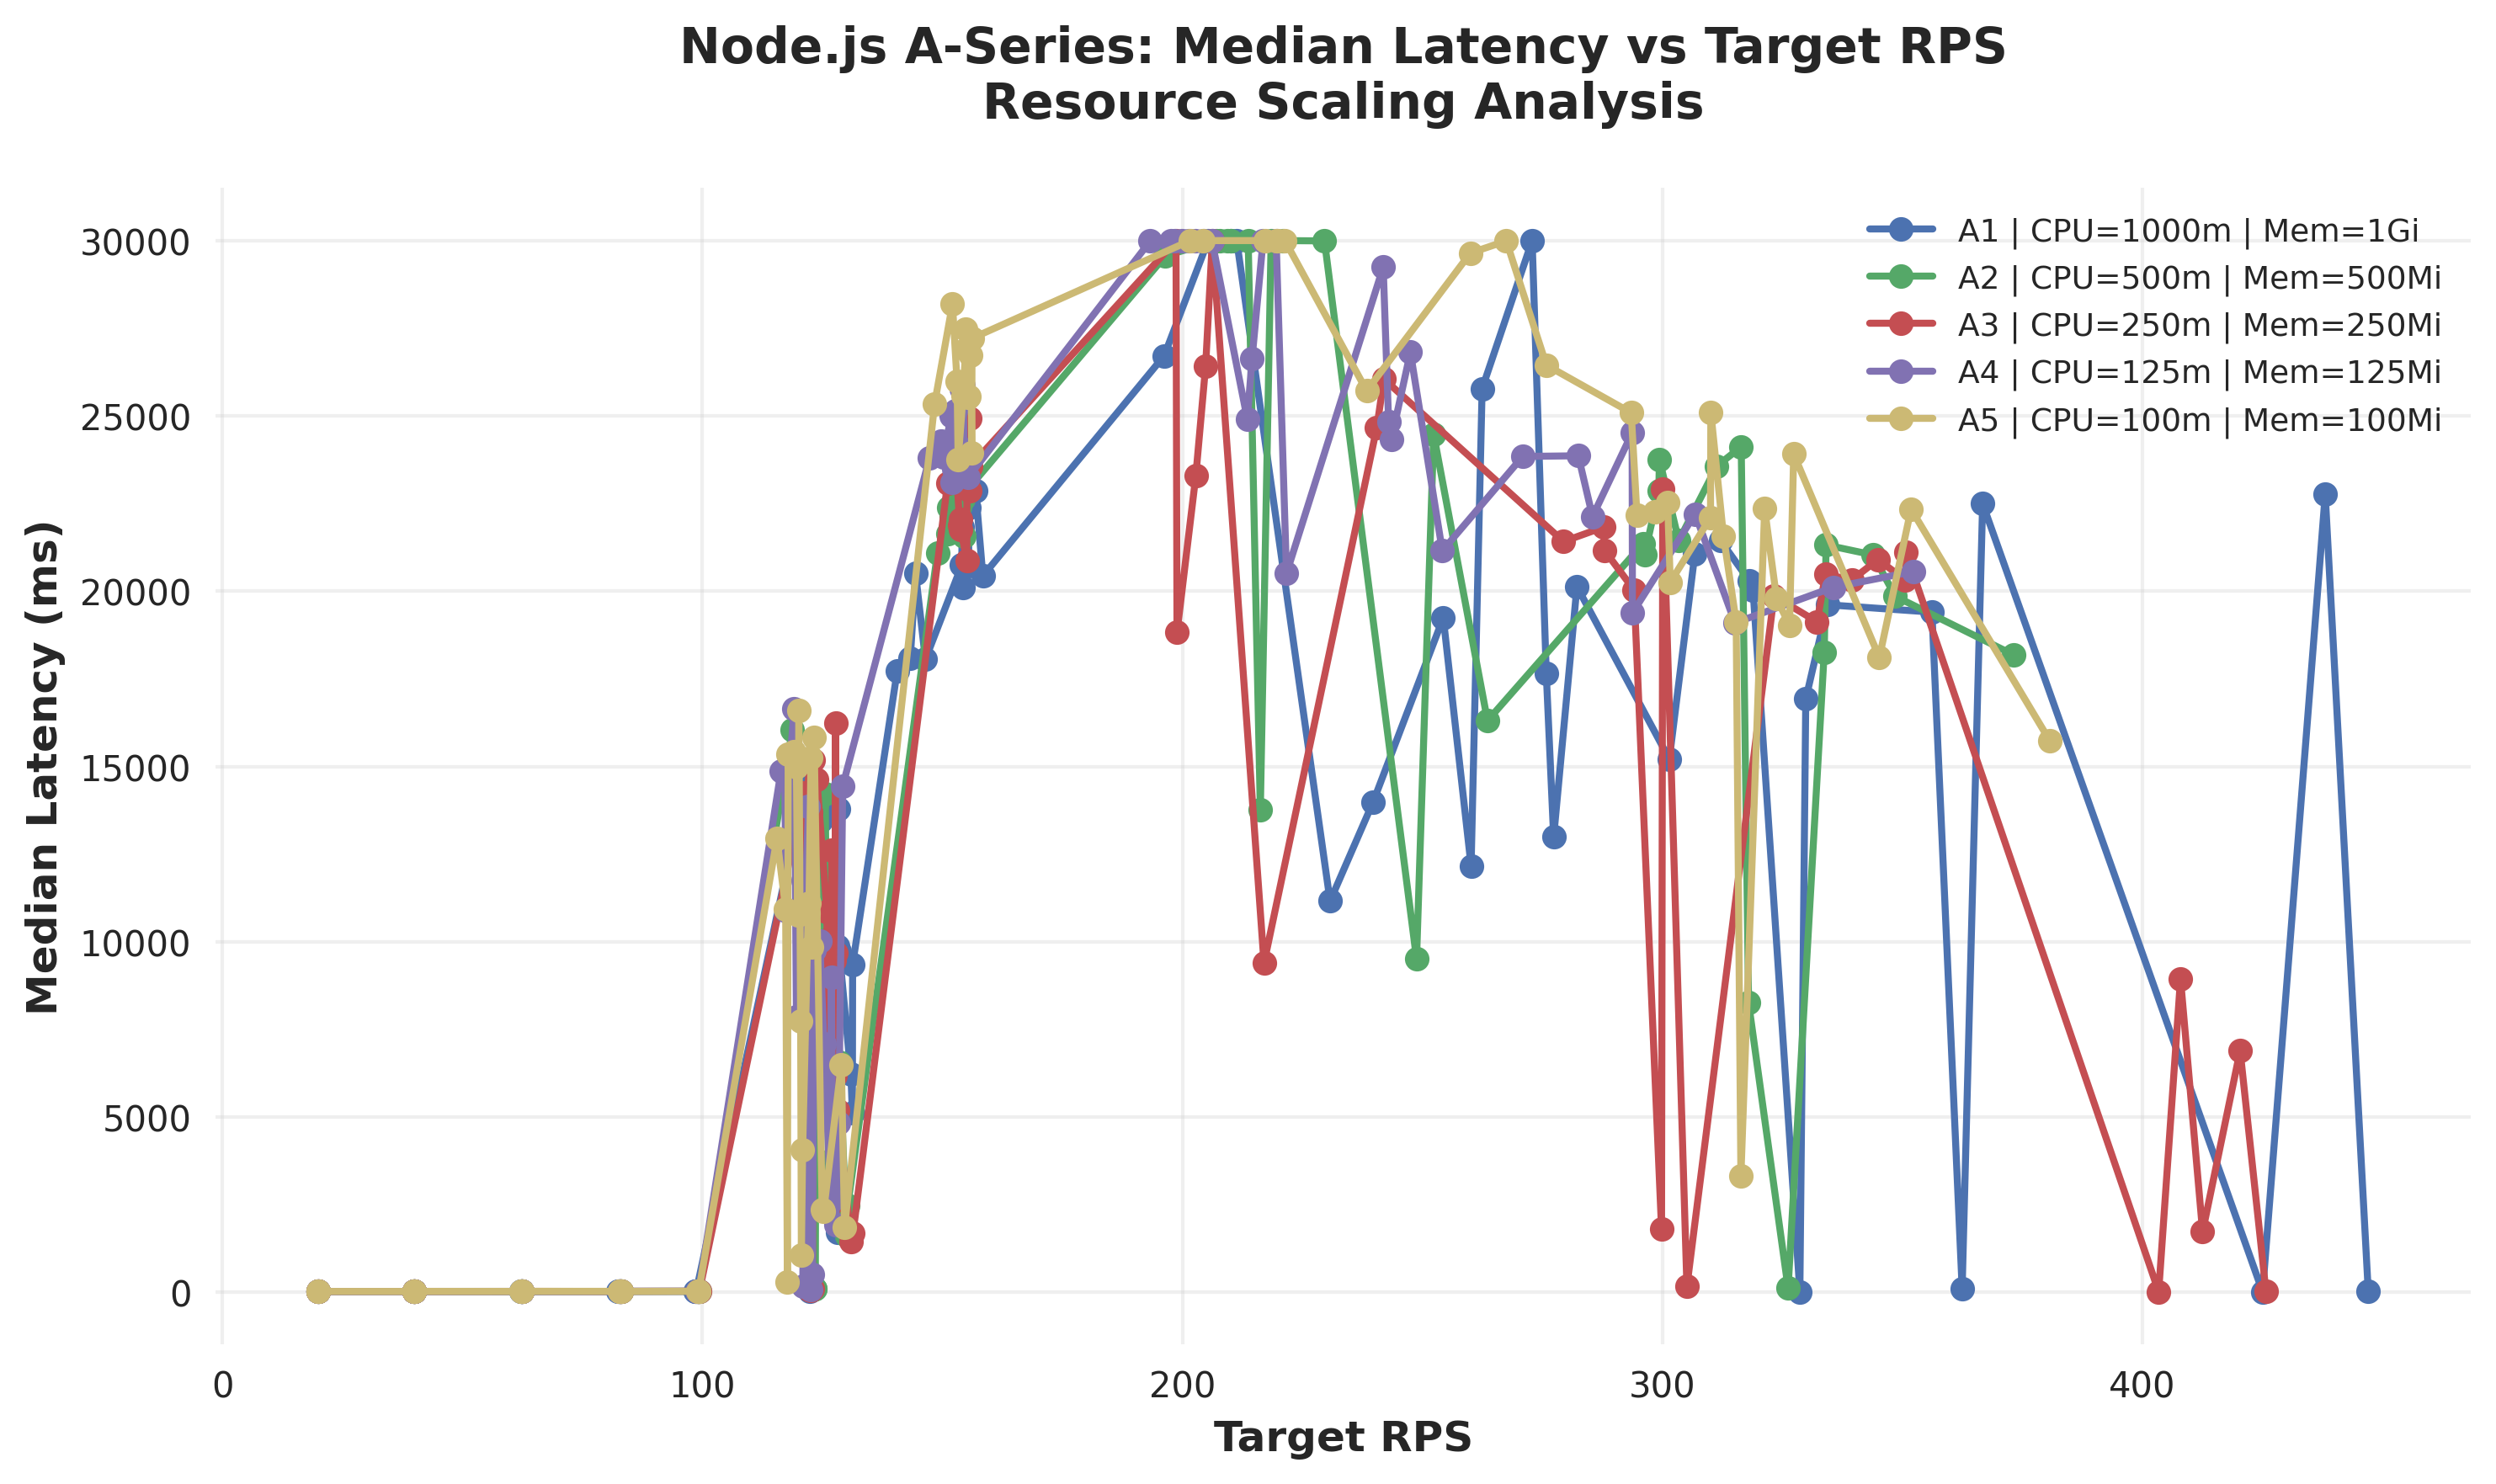 Node.js A-Series: Median Latency vs Target RPS
Resource Scaling Analysis
A1 | CPU=1000m | Mem=1Gi
A2 | CPU=500m | Mem=500Mi
A3 | CPU=250m | Mem=250Mi
A4 | CPU=125m | Mem=125Mi
A5 | CPU=100m | Mem=100Mi
Median Latency (ms)
30000
25000
20000
15000
10000
5000
0
0 100 200 300 400
Target RPS